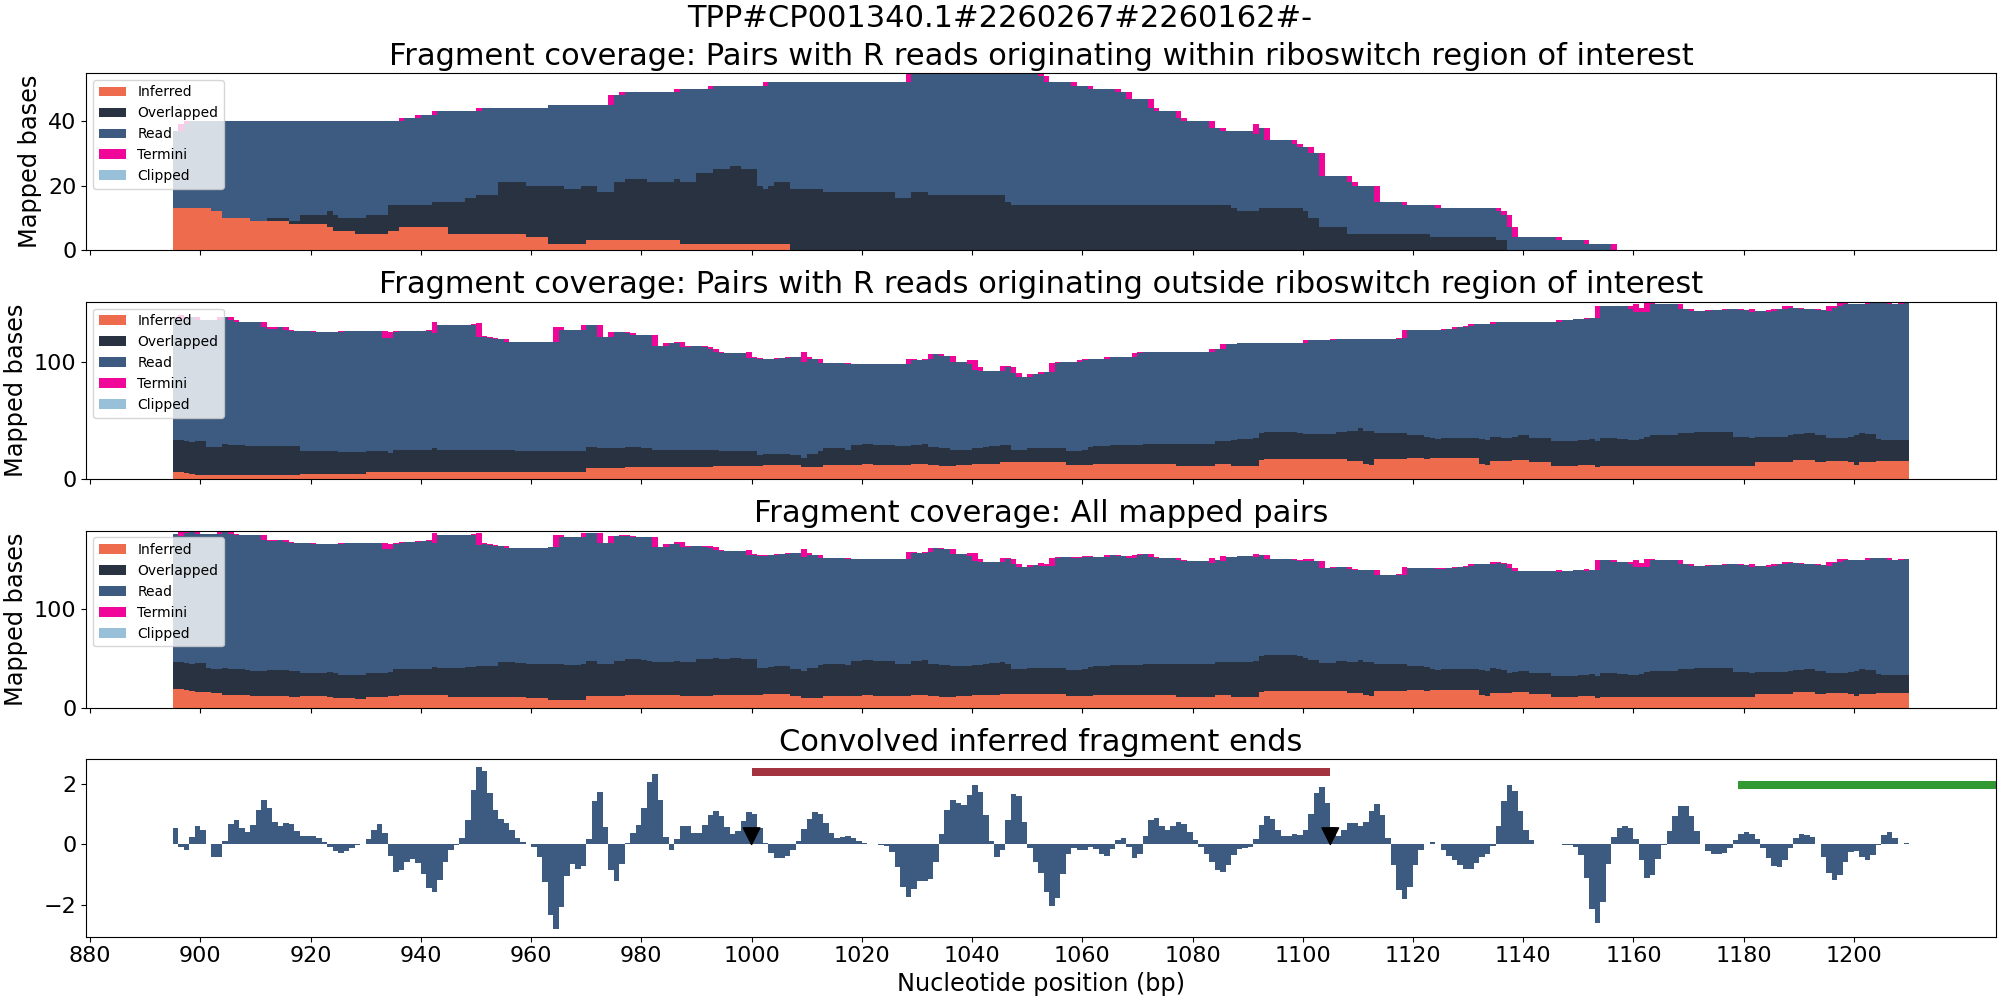 TPP#CP001340.1#2260267#2260162#-
Fragment coverage: Pairs with R reads originating within riboswitch region of interest
Mapped bases
40
20
0
Inferred
Overlapped
Read
Termini
Clipped
Fragment coverage: Pairs with R reads originating outside riboswitch region of interest
Mapped bases
100
0
Inferred
Overlapped
Read
Termini
Clipped
Fragment coverage: All mapped pairs
Mapped bases
100
0
Inferred
Overlapped
Read
Termini
Clipped
Convolved inferred fragment ends
2
0
−2
880 900 920 940 960 980 1000 1020 1040 1060 1080 1100 1120 1140 1160 1180 1200
Nucleotide position (bp)